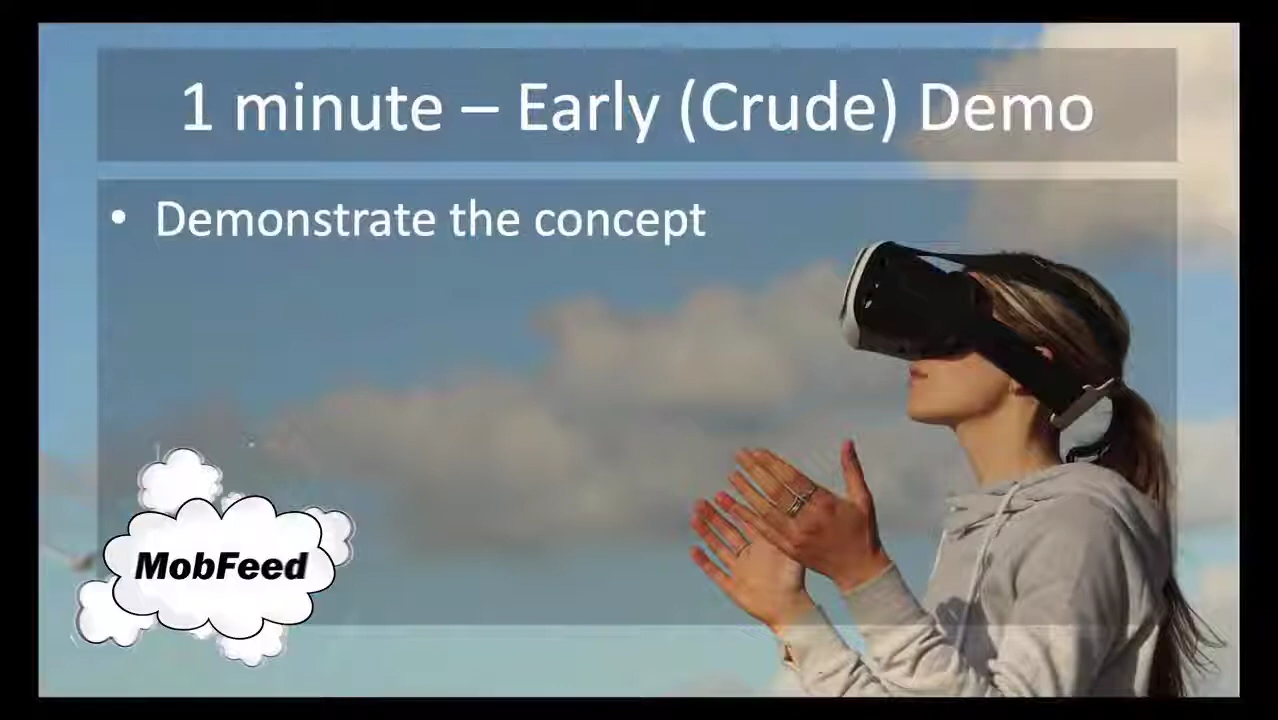 1 minute – Early (Crude) Demo
• Demonstrate the concept
MobFeed